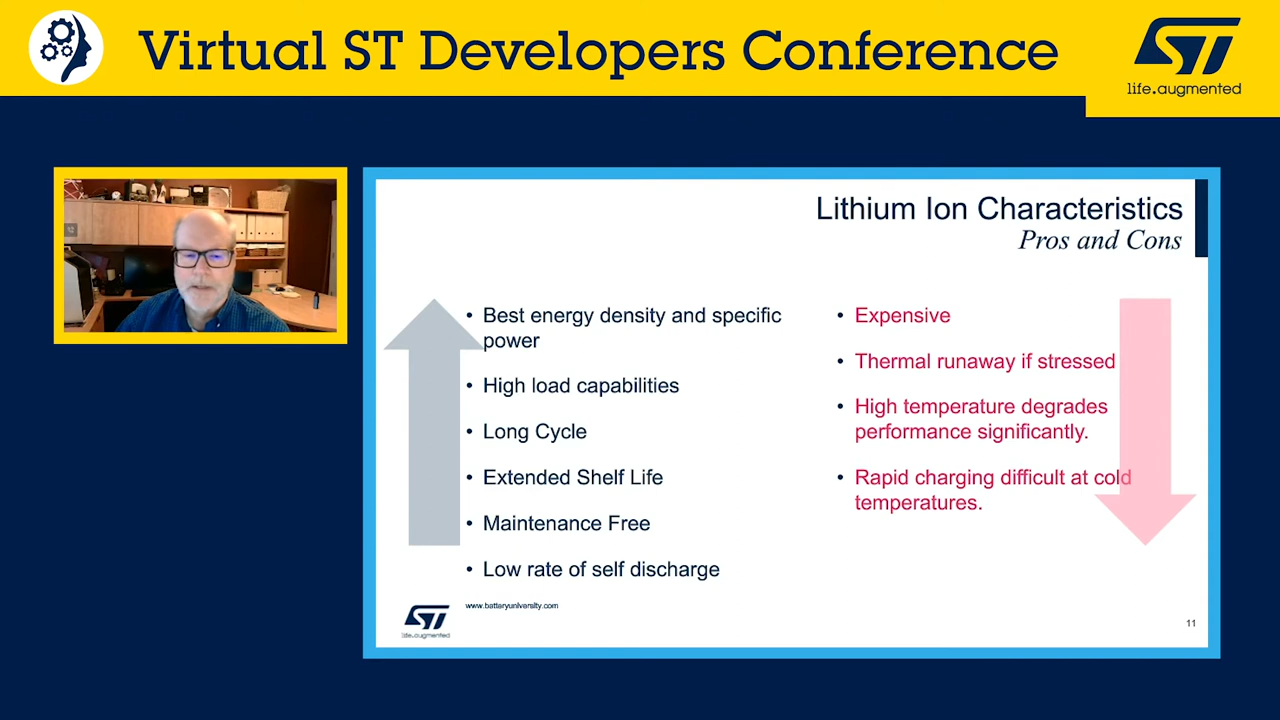 Virtual ST Developers Conference
ST
life.augmented
Lithium Ion Characteristics
Pros and Cons
• Best energy density and specific
power
• High load capabilities
• Long Cycle
• Extended Shelf Life
• Maintenance Free
• Low rate of self discharge
• Expensive
• Thermal runaway if stressed
• High temperature degrades
performance significantly.
• Rapid charging difficult at cold
temperatures.
www.batteryuniversity.com
ST
life.augmented
11